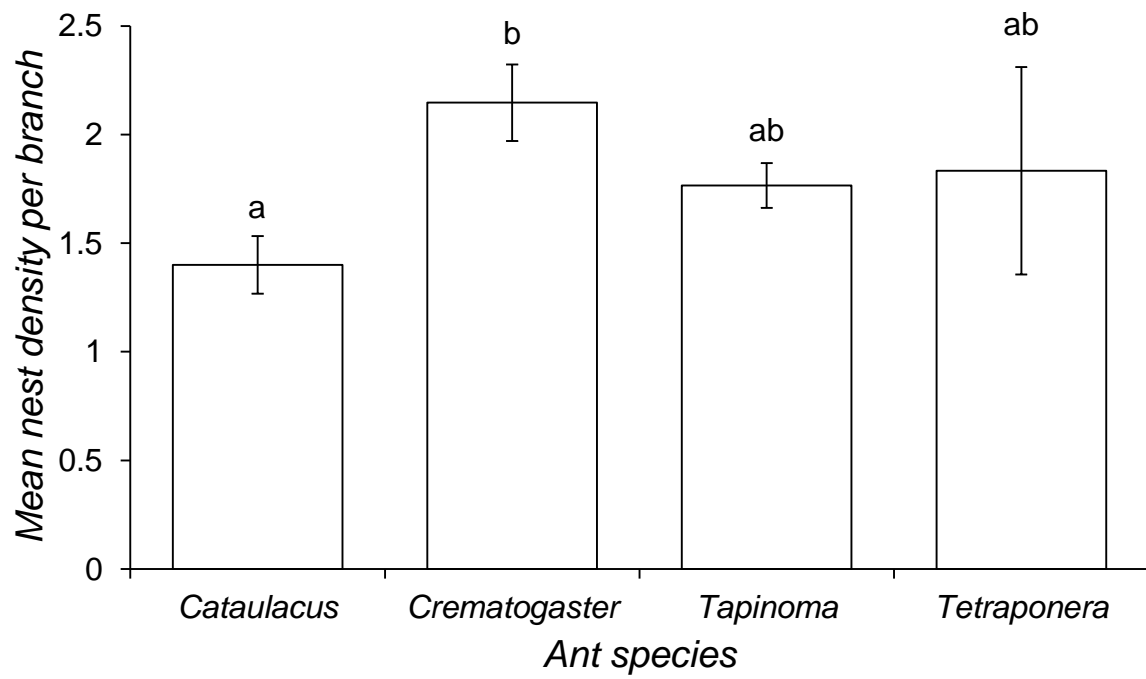 Mean nest density per branch
2.5
2
1.5
1
0.5
0
a
b
ab
ab
Cataulacus
Crematogaster
Tapinoma
Tetraponera
Ant species